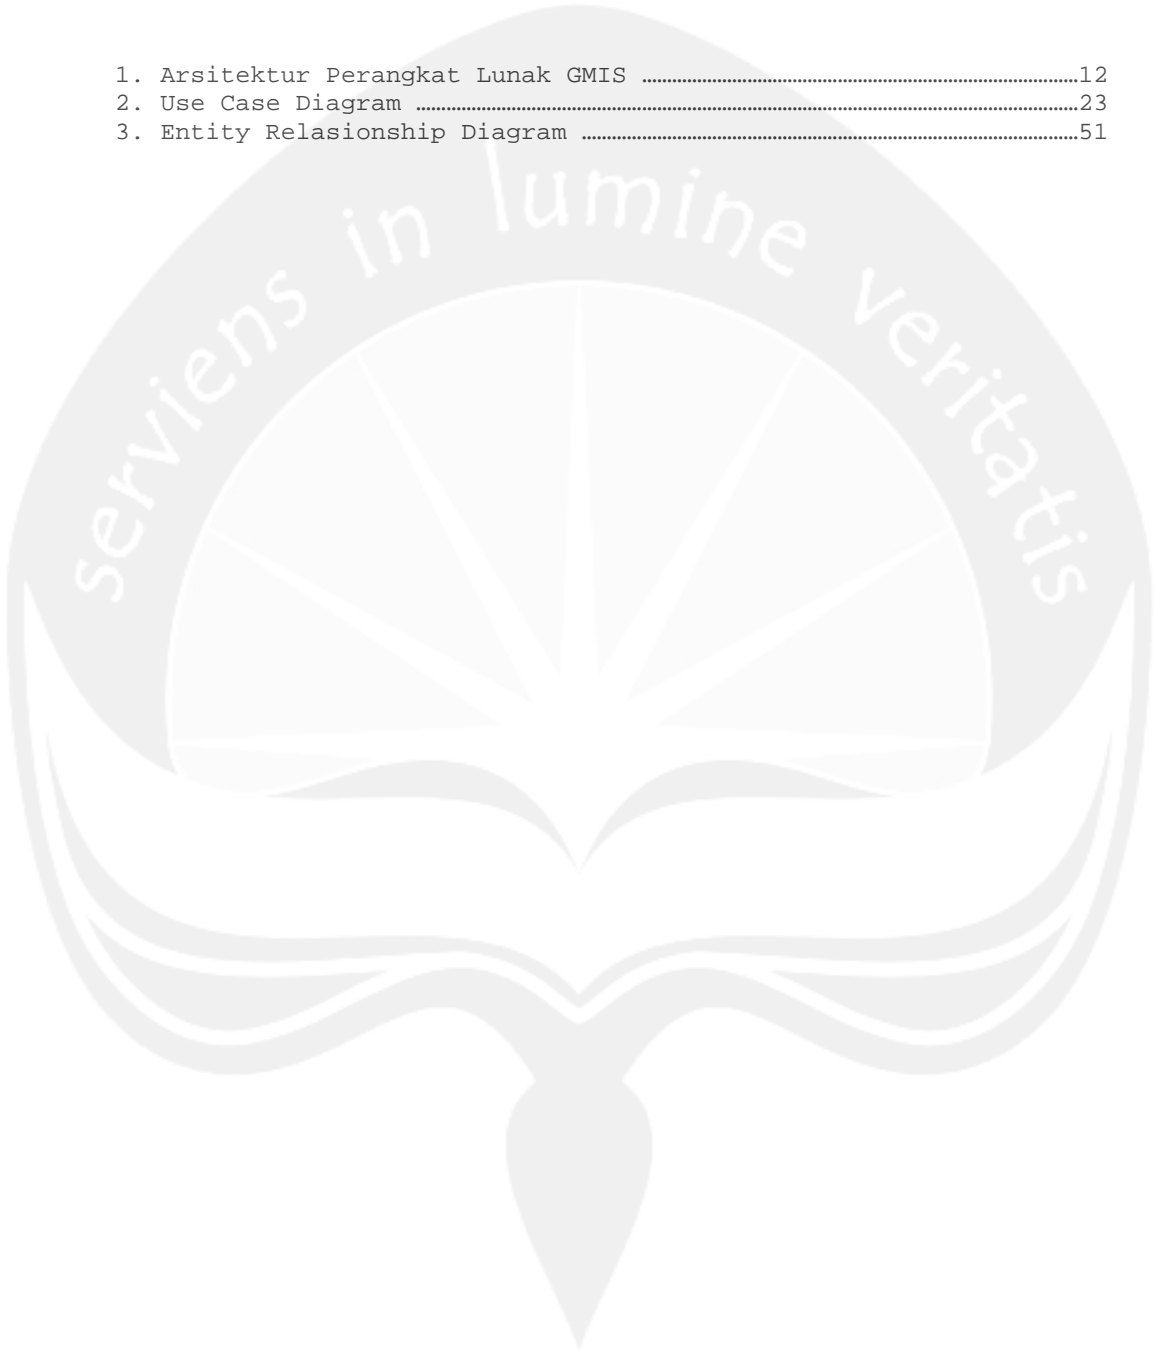 1. Arsitektur Perangkat Lunak GMIS ……………………………………………………………………12
2. Use Case Diagram ………………………………………………………………………………………………………23
3. Entity Relasionship Diagram ……………………………………………………………………………51
serviens in lumine veritatis